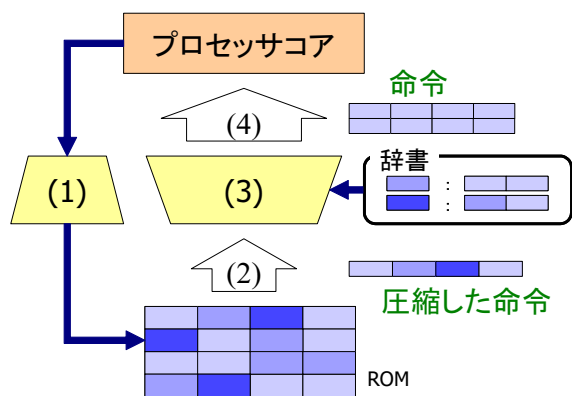 プロセッサコア
命令
(4)
辞書
(1)
(3)
:
:
(2)
圧縮した命令
ROM